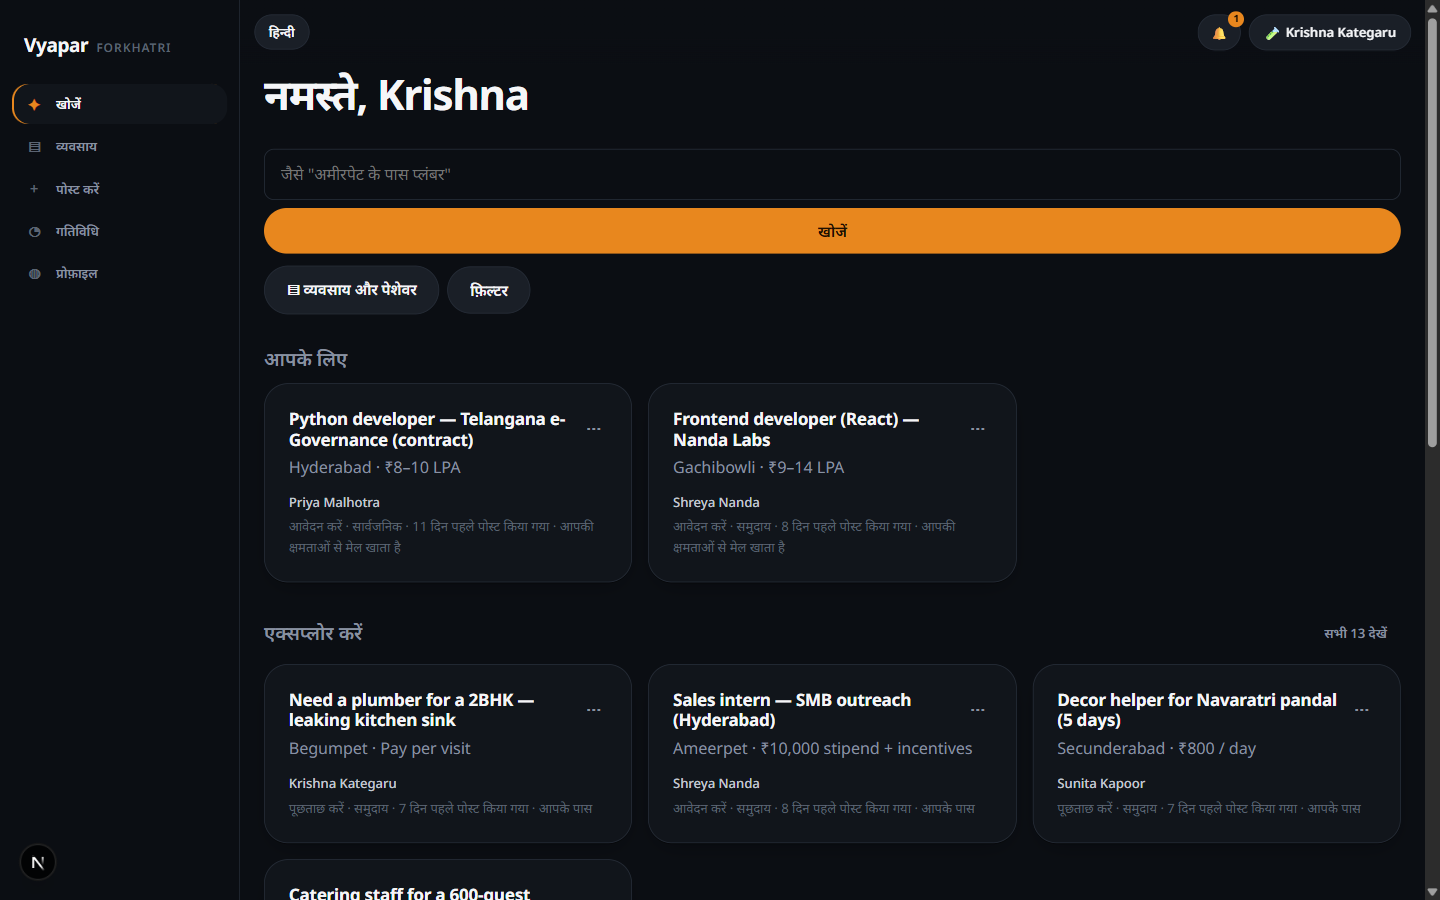 Vyapar FORKHATRI
खोजें
व्यवसाय
+ पोस्ट करें
गतिविधि
प्रोफ़ाइल
N
हिन्दी
1
Krishna Kategaru
नमस्ते, Krishna
जैसे "अमीरपेट के पास प्लंबर"
खोजें
व्यवसाय और पेशेवर
फ़िल्टर
आपके लिए
Python developer — Telangana e-
Governance (contract)
...
Hyderabad · ₹8–10 LPA
Priya Malhotra
आवेदन करें · सार्वजनिक · 11 दिन पहले पोस्ट किया गया · आपकी
क्षमताओं से मेल खाता है
Frontend developer (React) —
Nanda Labs
...
Gachibowli · ₹9–14 LPA
Shreya Nanda
आवेदन करें · समुदाय · 8 दिन पहले पोस्ट किया गया · आपकी
क्षमताओं से मेल खाता है
एक्सप्लोर करें
सभी 13 देखें
Need a plumber for a 2BHK —
leaking kitchen sink
...
Begumpet · Pay per visit
Krishna Kategaru
पूछताछ करें · समुदाय · 7 दिन पहले पोस्ट किया गया · आपके पास
Sales intern — SMB outreach
(Hyderabad)
...
Ameerpet · ₹10,000 stipend + incentives
Shreya Nanda
आवेदन करें · समुदाय · 8 दिन पहले पोस्ट किया गया · आपके पास
Decor helper for Navaratri pandal
(5 days)
...
Secunderabad · ₹800 / day
Sunita Kapoor
पूछताछ करें · समुदाय · 7 दिन पहले पोस्ट किया गया · आपके पास
Catering staff for a 600-guest